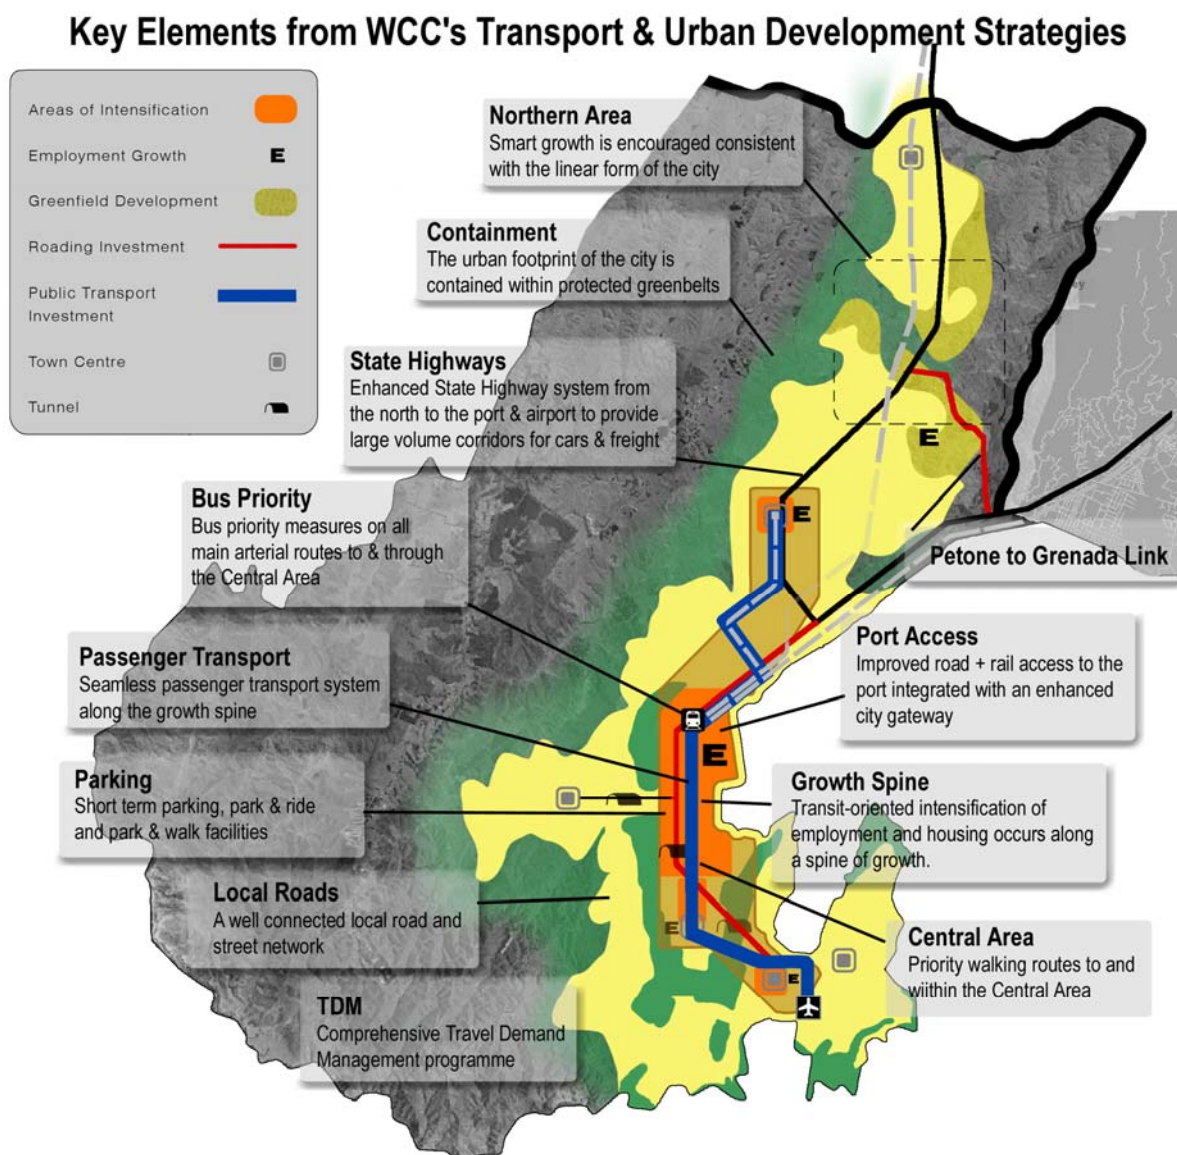 Key Elements from WCC's Transport & Urban Development Strategies
Areas of Intensification
Employment Growth
E
Greenfield Development
Roading Investment
Public Transport
Investment
Town Centre
Tunnel
Northern Area
Smart growth is encouraged consistent
with the linear form of the city
Containment
The urban footprint of the city is
contained within protected greenbelts
State Highways
Enhanced State Highway system from
the north to the port & airport to provide
large volume corridors for cars & freight
E
Bus Priority
Bus priority measures on all
main arterial routes to & through
the Central Area
E
Petone to Grenada Link
Passenger Transport
Seamless passenger transport system
along the growth spine
Port Access
Improved road + rail access to the
port integrated with an enhanced
city gateway
E
Parking
Short term parking, park & ride
and park & walk facilities
Growth Spine
Transit-oriented intensification of
employment and housing occurs along
a spine of growth.
Local Roads
A well connected local road and
street network
E
Central Area
Priority walking routes to and
wiithin the Central Area
E
TDM
Comprehensive Travel Demand
Management programme